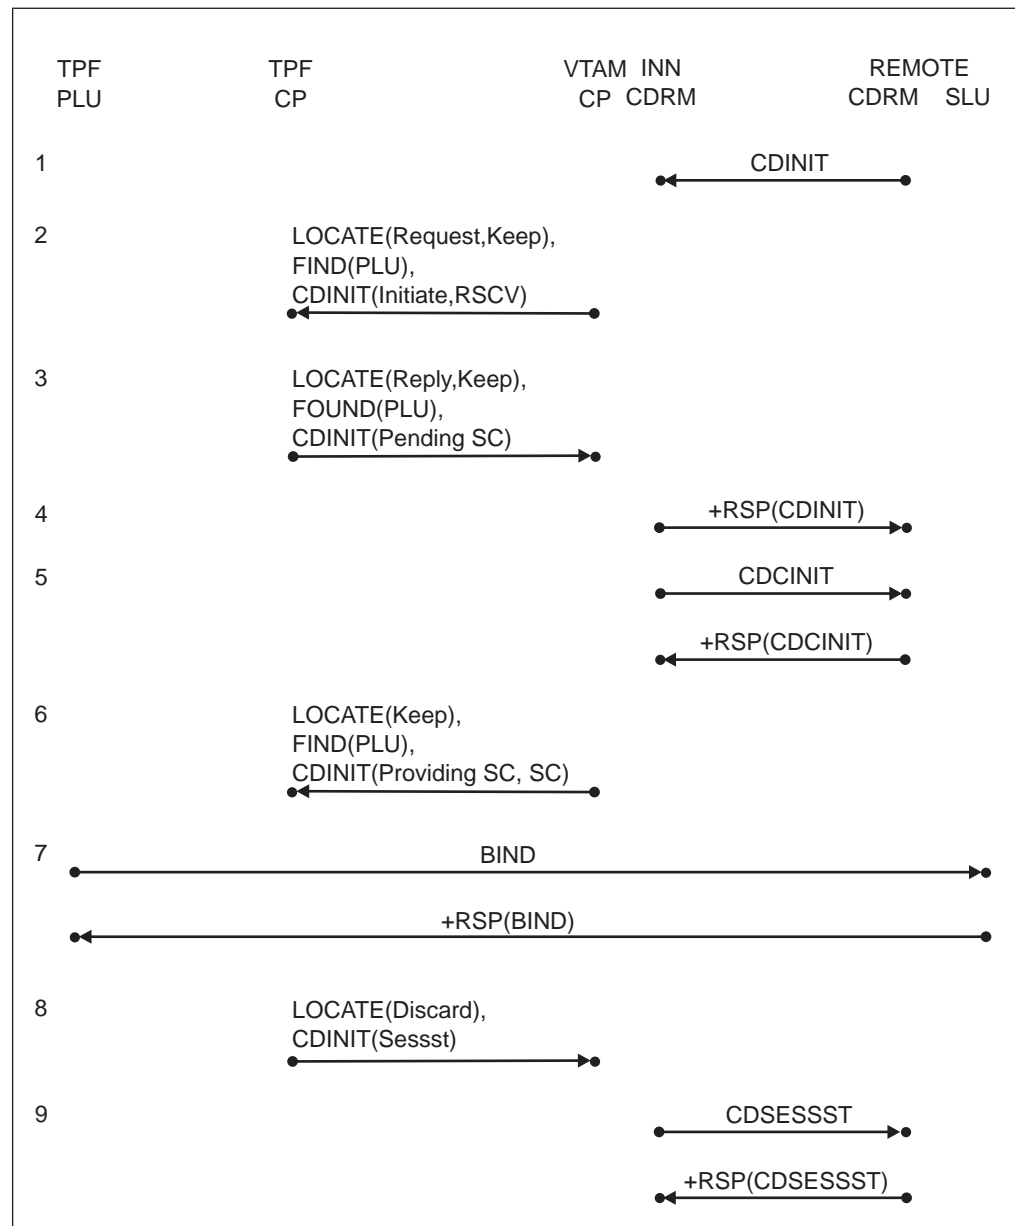 TPF TPF VTAM INN REMOTE
PLU CP CP CDRM CDRM SLU
1 CDINIT
2 LOCATE(Request,Keep),
FIND(PLU),
CDINIT(Initiate,RSCV)
3 LOCATE(Reply,Keep),
FOUND(PLU),
CDINIT(Pending SC)
4 +RSP(CDINIT)
5 CDCINIT
+RSP(CDCINIT)
6 LOCATE(Keep),
FIND(PLU),
CDINIT(Providing SC, SC)
7 BIND
+RSP(BIND)
8 LOCATE(Discard),
CDINIT(Sessst)
9 CDSESSST
+RSP(CDSESSST)